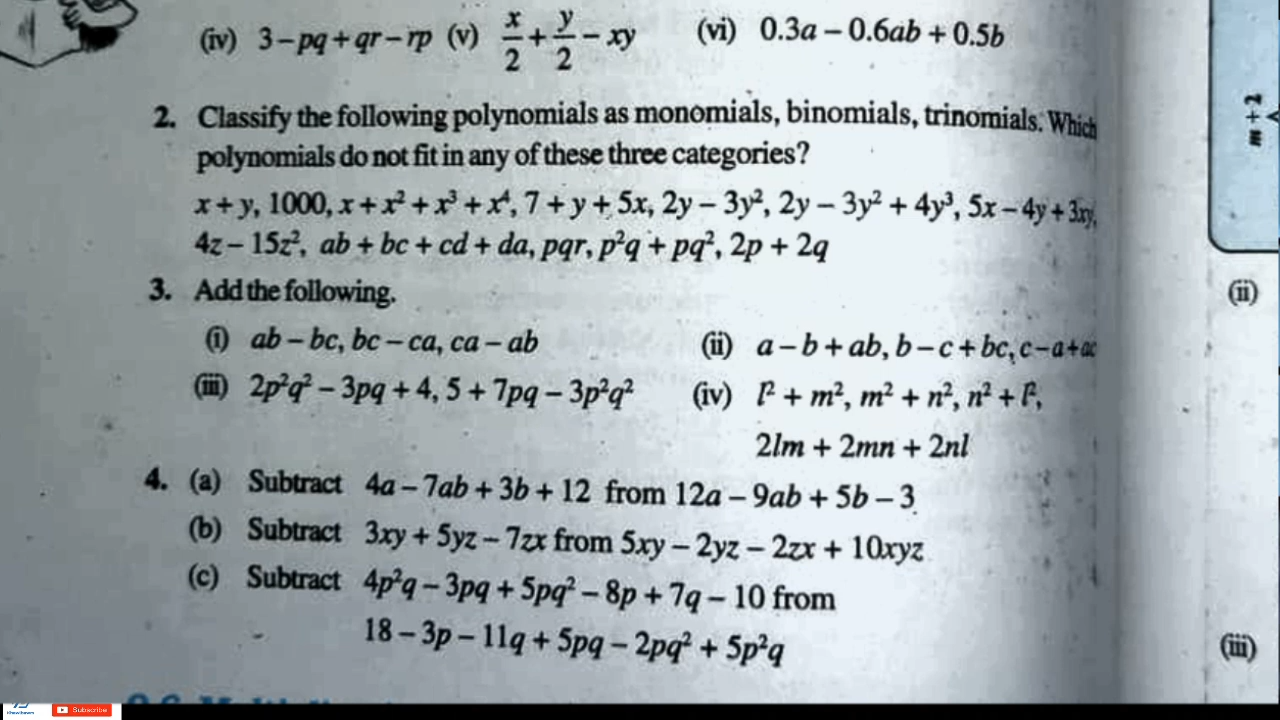 (iv) 3 – pq + qr – rp (v) x/2 + y/2 – xy (vi) 0.3a – 0.6ab + 0.5b
2. Classify the following polynomials as monomials, binomials, trinomials. Which
polynomials do not fit in any of these three categories?
x + y, 1000, x + x² + x³ + x⁴, 7 + y + 5x, 2y – 3y², 2y – 3y² + 4y³, 5x – 4y + 3xy,
4z – 15z², ab + bc + cd + da, pqr, p²q + pq², 2p + 2q
3. Add the following.
(i) ab – bc, bc – ca, ca – ab (ii) a – b + ab, b – c + bc, c – a + ac
(iii) 2p²q² – 3pq + 4, 5 + 7pq – 3p²q² (iv) l² + m², m² + n², n² + l²,
2lm + 2mn + 2nl
4. (a) Subtract 4a – 7ab + 3b + 12 from 12a – 9ab + 5b – 3
(b) Subtract 3xy + 5yz – 7zx from 5xy – 2yz – 2zx + 10xyz
(c) Subtract 4p²q – 3pq + 5pq² – 8p + 7q – 10 from
18 – 3p – 11q + 5pq – 2pq² + 5p²q
m + 2
(ii)
(iii)
Subscribe